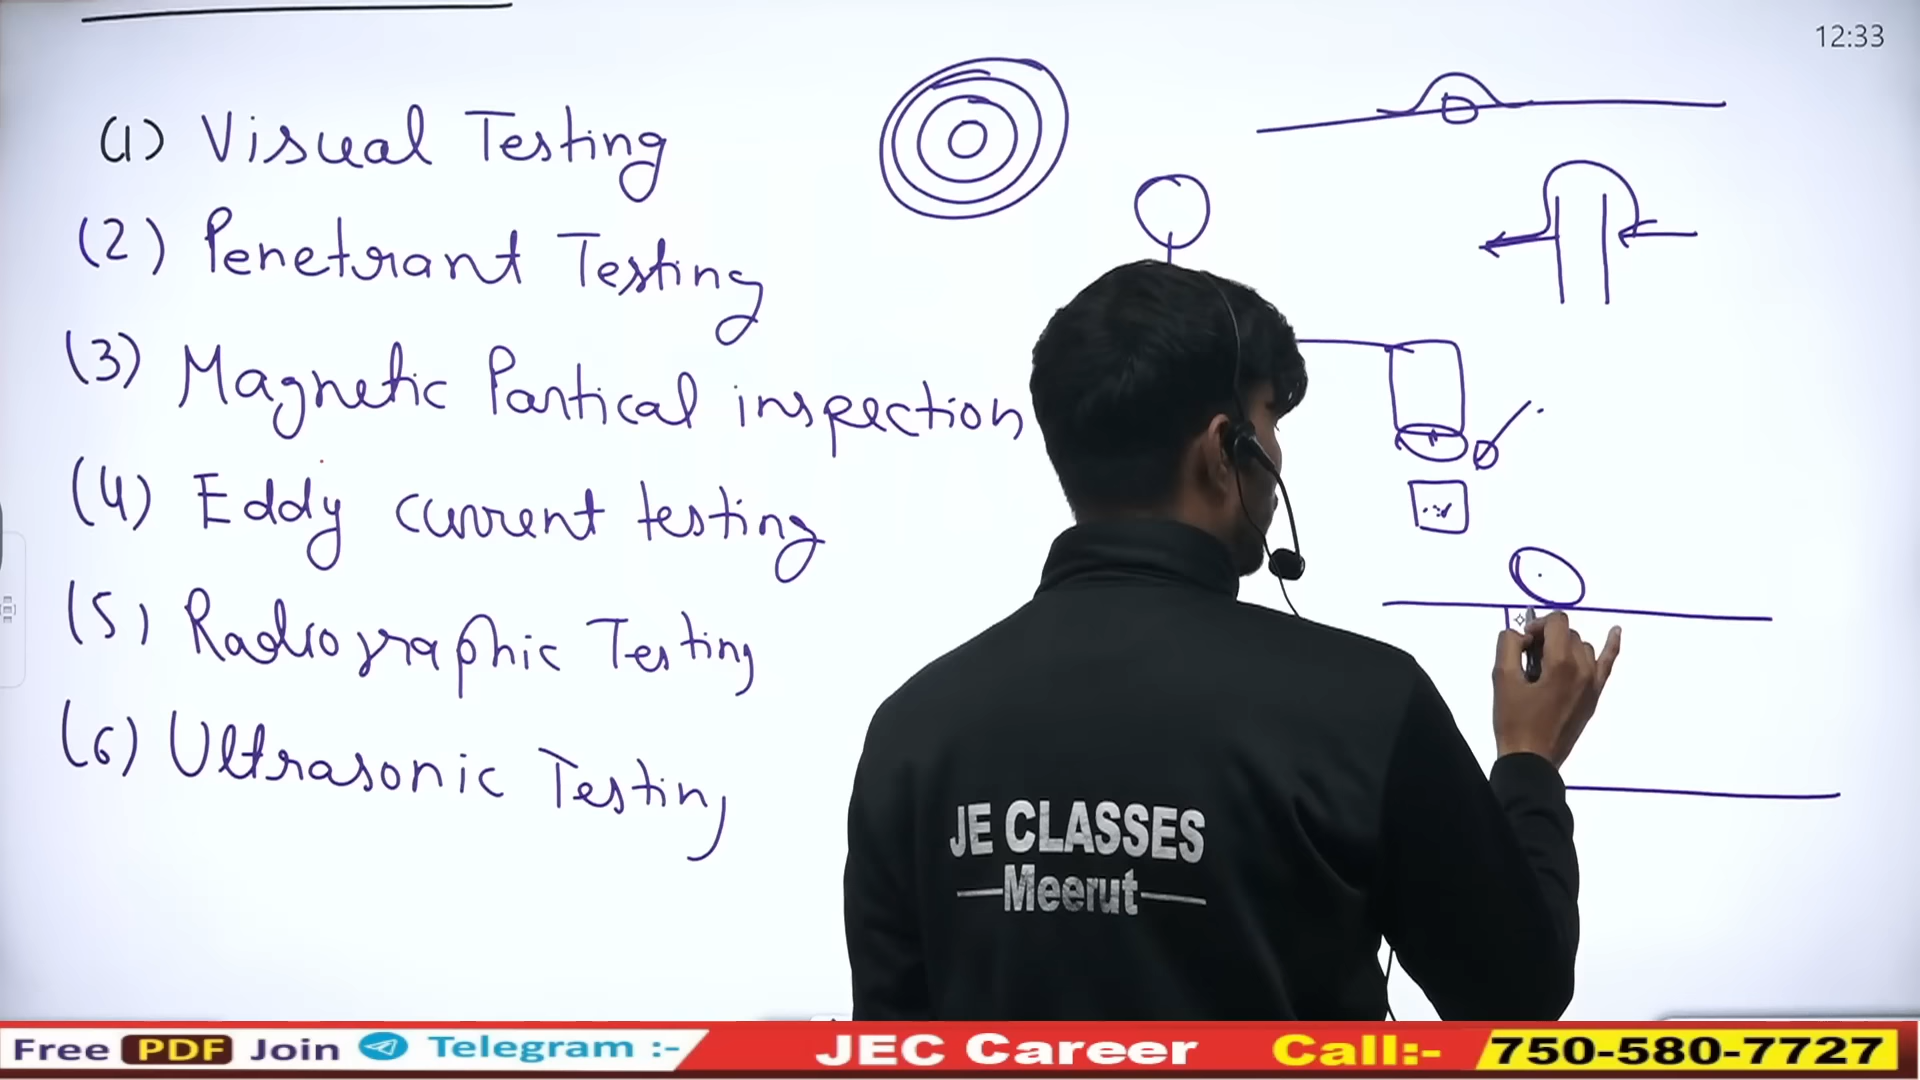 12:33
(1) Visual Testing
(2) Penetrant Testing
(3) Magnetic Partical inspection
(4) Eddy current testing
(5) Radiographic Testing
(6) Ultrasonic Testing
JE CLASSES
Meerut
Free PDF Join Telegram :- JEC Career Call:- 750-580-7727